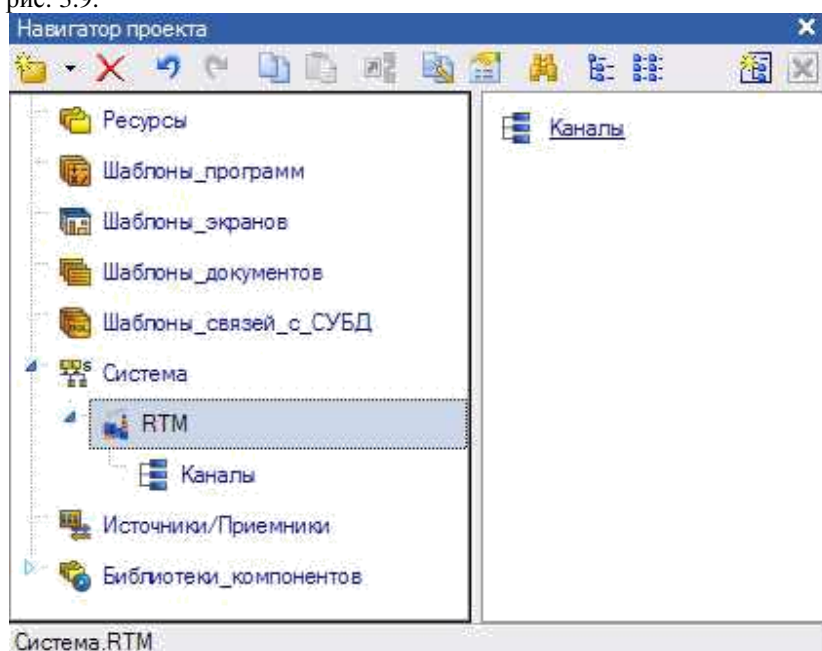 рис. 3.9.
Навигатор проекта
Ресурсы
Шаблоны_программ
Шаблоны_экранов
Шаблоны_документов
Шаблоны_связей_с_СУБД
Система
RTM
Каналы
Источники/Приемники
Библиотеки_компонентов
Каналы
Система.RTM